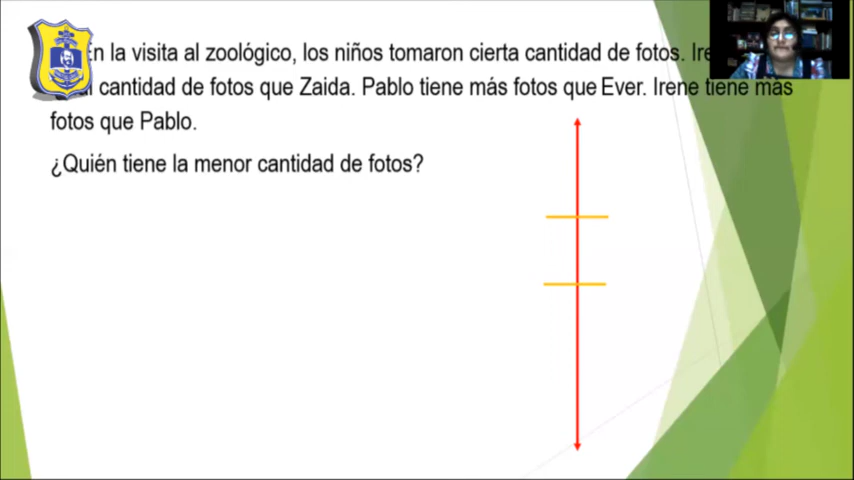 En la visita al zoológico, los niños tomaron cierta cantidad de fotos.
cantidad de fotos que Zaida. Pablo tiene más fotos que Ever. Irene tiene más
fotos que Pablo.
¿Quién tiene la menor cantidad de fotos?